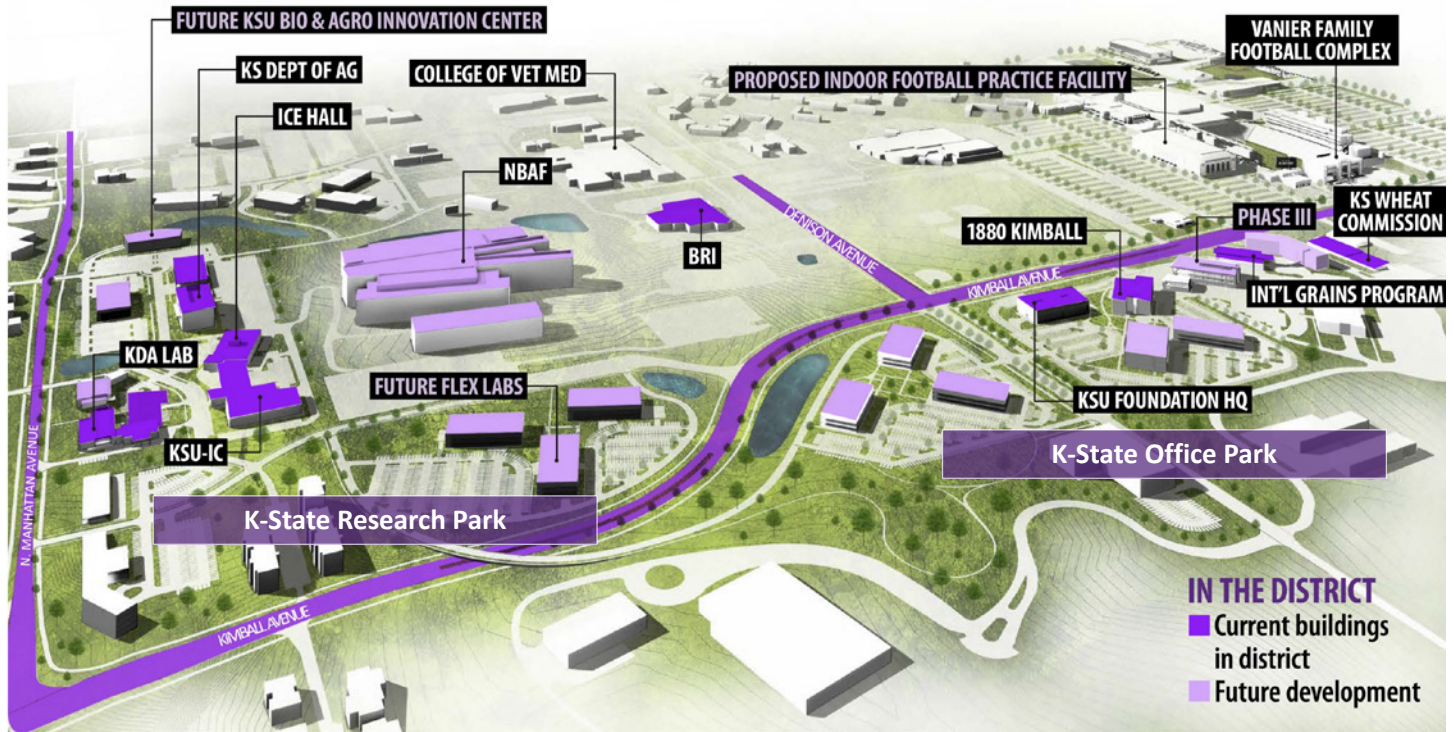 FUTURE KSU BIO & AGRO INNOVATION CENTER
KS DEPT OF AG
COLLEGE OF VET MED
ICE HALL
NBAF
PROPOSED INDOOR FOOTBALL PRACTICE FACILITY
VANIER FAMILY
FOOTBALL COMPLEX
BRI
DENISON AVENUE
1880 KIMBALL
PHASE III
KS WHEAT
COMMISSION
KIMBALL AVENUE
INT'L GRAINS PROGRAM
KDA LAB
FUTURE FLEX LABS
KSU FOUNDATION HQ
KSU-IC
K-State Office Park
K-State Research Park
N. MANHATTAN AVENUE
KIMBALL AVENUE
IN THE DISTRICT
Current buildings
in district
Future development